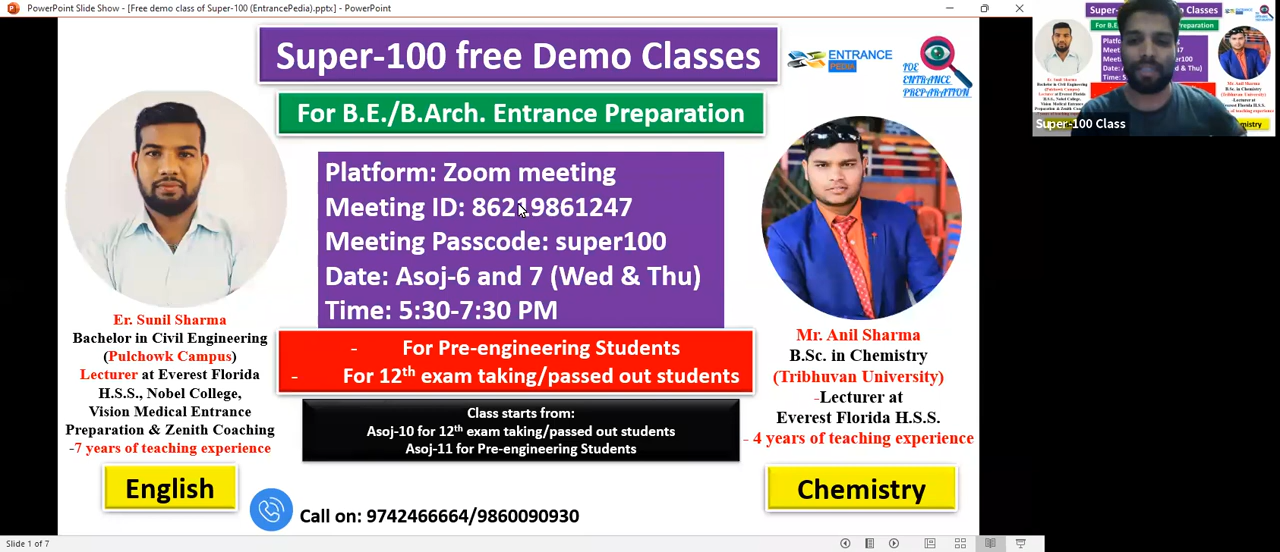 PowerPoint Slide Show - [Free demo class of Super-100 (EntrancePedia).pptx] - PowerPoint
Super-100 free Demo Classes
ENTRANCE
PEDIA
IOE
ENTRANCE
PREPARATION
For B.E./B.Arch. Entrance Preparation
Platform: Zoom meeting
Meeting ID: 86219861247
Meeting Passcode: super100
Date: Asoj-6 and 7 (Wed & Thu)
Time: 5:30-7:30 PM
- For Pre-engineering Students
- For 12th exam taking/passed out students
Class starts from:
Asoj-10 for 12th exam taking/passed out students
Asoj-11 for Pre-engineering Students
Er. Sunil Sharma
Bachelor in Civil Engineering
(Pulchowk Campus)
Lecturer at Everest Florida
H.S.S., Nobel College,
Vision Medical Entrance
Preparation & Zenith Coaching
-7 years of teaching experience
English
Mr. Anil Sharma
B.Sc. in Chemistry
(Tribhuvan University)
-Lecturer at
Everest Florida H.S.S.
- 4 years of teaching experience
Chemistry
Call on: 9742466664/9860090930
Super-100 Class
Slide 1 of 7